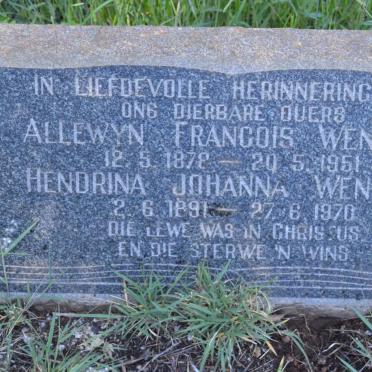 IN LIEFDEVOLLE HERINNERING
ONS DIERBARE OUERS
ALLEWYN FRANCOIS WEN
12.5.1878 — 20.5.1951
HENDRINA JOHANNA WEN
2.6.1891 — 27.6.1970
DIE LEWE WAS IN CHRISTUS
EN DIE STERWE 'N WINS